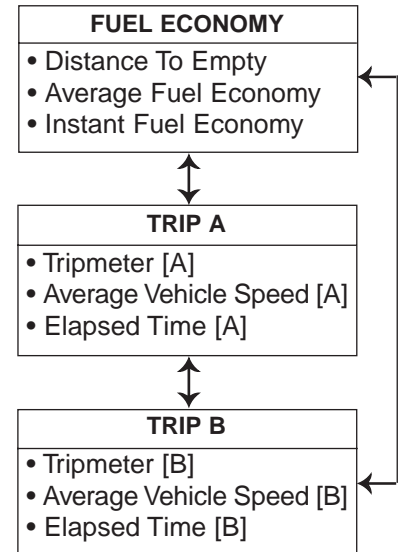 FUEL ECONOMY
• Distance To Empty
• Average Fuel Economy
• Instant Fuel Economy
TRIP A
• Tripmeter [A]
• Average Vehicle Speed [A]
• Elapsed Time [A]
TRIP B
• Tripmeter [B]
• Average Vehicle Speed [B]
• Elapsed Time [B]